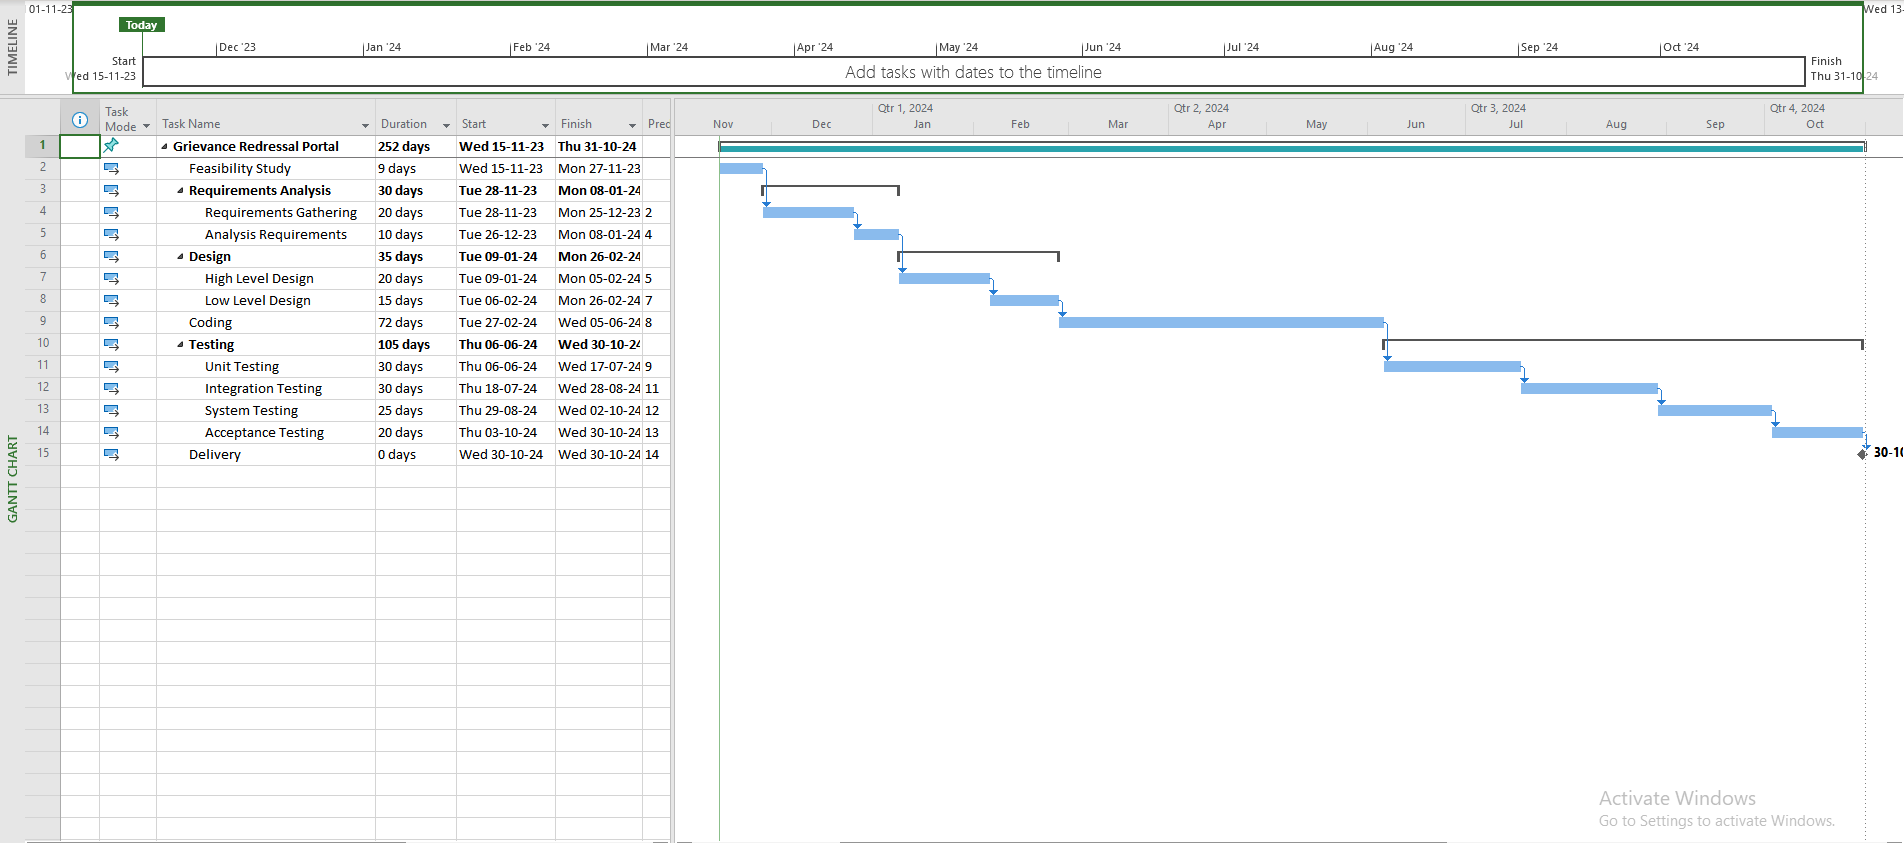 TIMELINE
01-11-23
Wed 13-
Today
Dec '23 Jan '24 Feb '24 Mar '24 Apr '24 May '24 Jun '24 Jul '24 Aug '24 Sep '24 Oct '24
Start
Wed 15-11-23
Add tasks with dates to the timeline
Finish
Thu 31-10-24
GANTT CHART
Task Mode Task Name Duration Start Finish Pred
Qtr 1, 2024 Qtr 2, 2024 Qtr 3, 2024 Qtr 4, 2024
Nov Dec Jan Feb Mar Apr May Jun Jul Aug Sep Oct
1 Grievance Redressal Portal 252 days Wed 15-11-23 Thu 31-10-24
2 Feasibility Study 9 days Wed 15-11-23 Mon 27-11-23
3 Requirements Analysis 30 days Tue 28-11-23 Mon 08-01-24
4 Requirements Gathering 20 days Tue 28-11-23 Mon 25-12-23 2
5 Analysis Requirements 10 days Tue 26-12-23 Mon 08-01-24 4
6 Design 35 days Tue 09-01-24 Mon 26-02-24
7 High Level Design 20 days Tue 09-01-24 Mon 05-02-24 5
8 Low Level Design 15 days Tue 06-02-24 Mon 26-02-24 7
9 Coding 72 days Tue 27-02-24 Wed 05-06-24 8
10 Testing 105 days Thu 06-06-24 Wed 30-10-24
11 Unit Testing 30 days Thu 06-06-24 Wed 17-07-24 9
12 Integration Testing 30 days Thu 18-07-24 Wed 28-08-24 11
13 System Testing 25 days Thu 29-08-24 Wed 02-10-24 12
14 Acceptance Testing 20 days Thu 03-10-24 Wed 30-10-24 13
15 Delivery 0 days Wed 30-10-24 Wed 30-10-24 14
30-10
Activate Windows
Go to Settings to activate Windows.